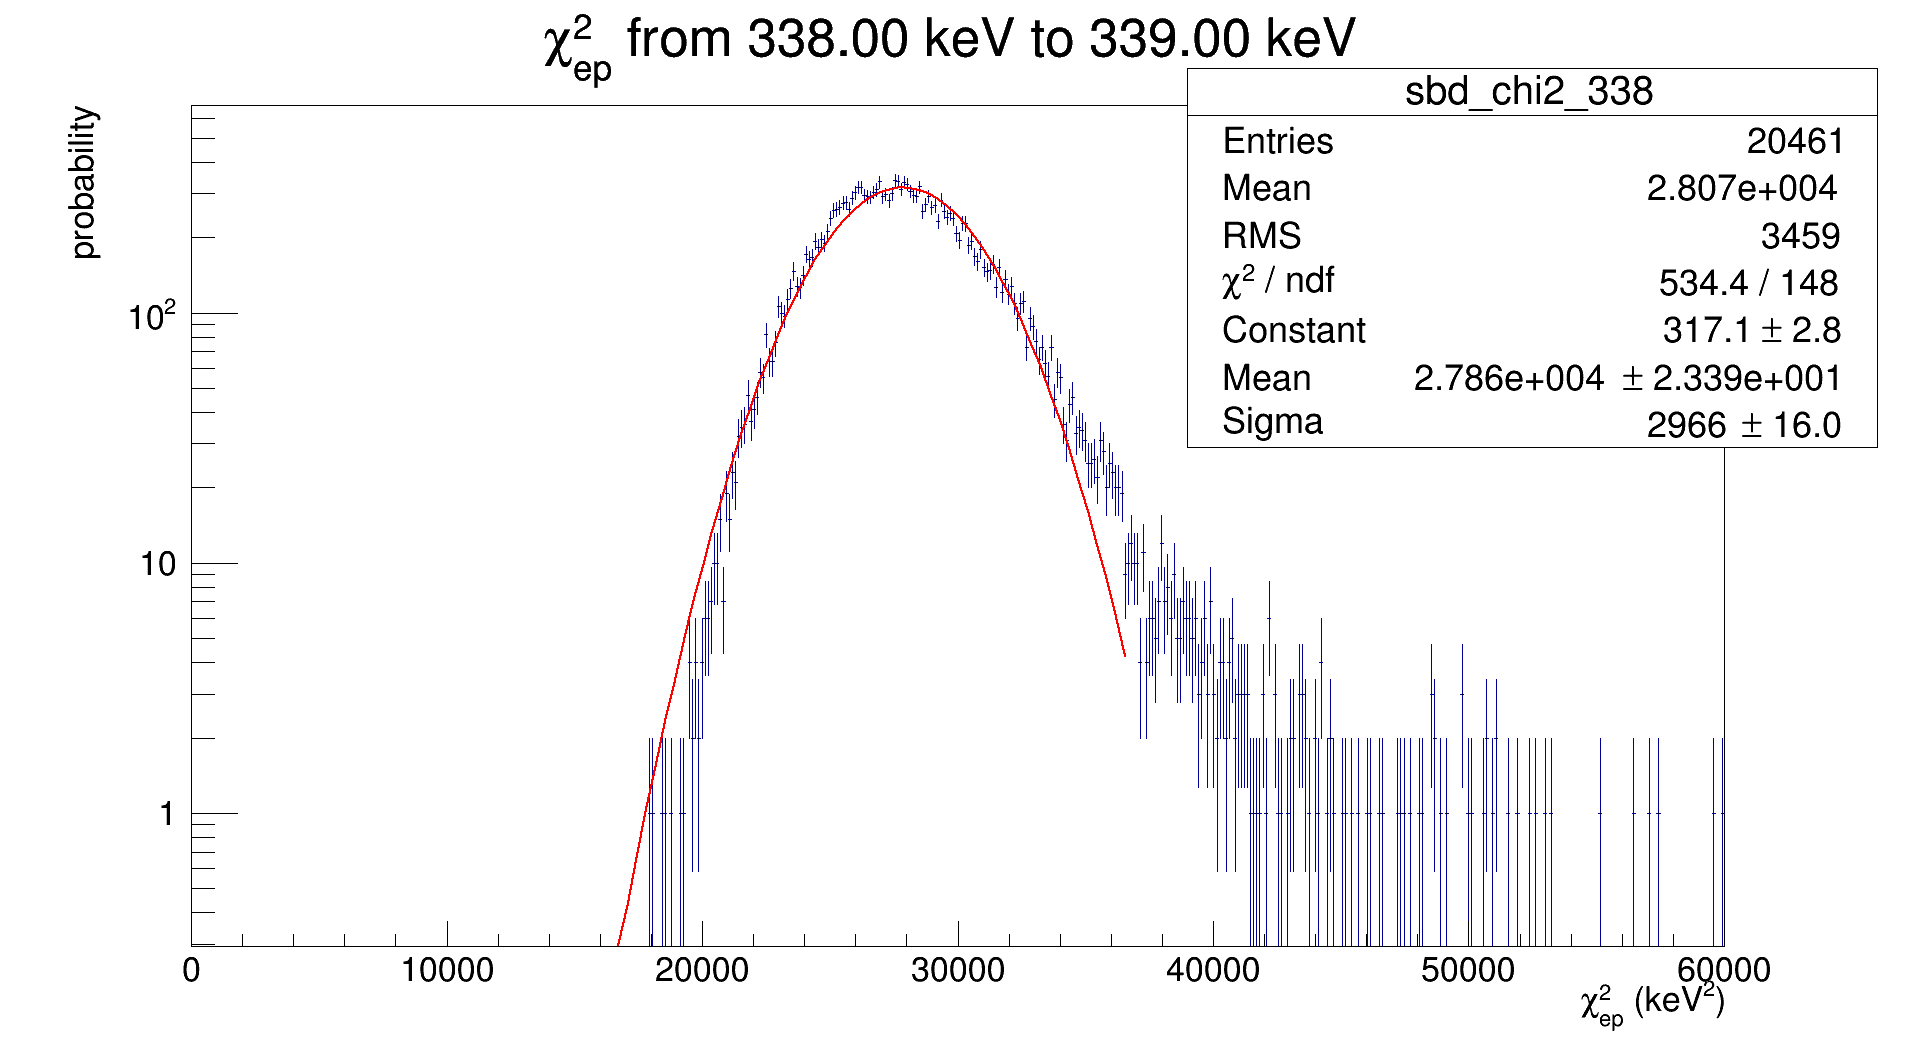 χ²ep from 338.00 keV to 339.00 keV
sbd_chi2_338
Entries 20461
Mean 2.807e+004
RMS 3459
χ² / ndf 534.4 / 148
Constant 317.1 ± 2.8
Mean 2.786e+004 ± 2.339e+001
Sigma 2966 ± 16.0
probability
10²
10
1
0 10000 20000 30000 40000 50000 60000
χ²ep (keV²)